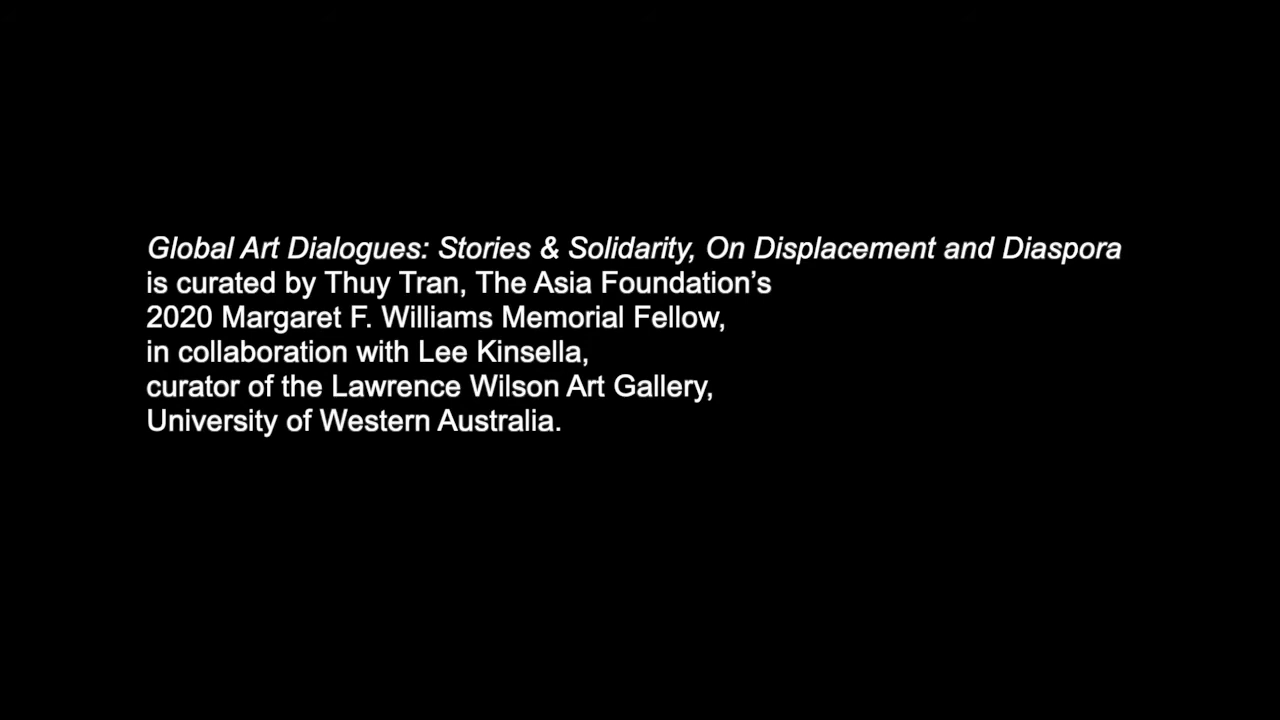 Global Art Dialogues: Stories & Solidarity, On Displacement and Diaspora
is curated by Thuy Tran, The Asia Foundation’s
2020 Margaret F. Williams Memorial Fellow,
in collaboration with Lee Kinsella,
curator of the Lawrence Wilson Art Gallery,
University of Western Australia.